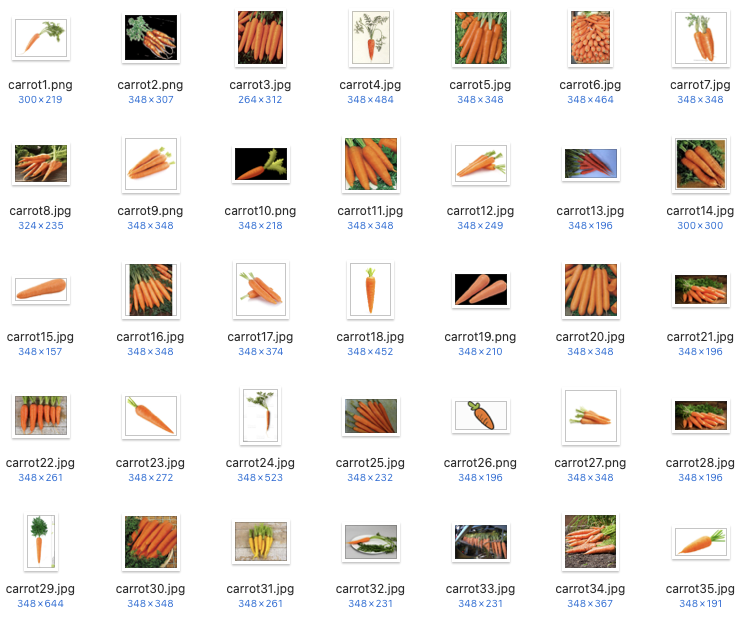 carrot1.png carrot2.png carrot3.jpg carrot4.jpg carrot5.jpg carrot6.jpg carrot7.jpg
300×219 348×307 264×312 348×484 348×348 348×464 348×348
carrot8.jpg carrot9.png carrot10.png carrot11.jpg carrot12.jpg carrot13.jpg carrot14.jpg
324×235 348×348 348×218 348×348 348×249 348×196 300×300
carrot15.jpg carrot16.jpg carrot17.jpg carrot18.jpg carrot19.png carrot20.jpg carrot21.jpg
348×157 348×348 348×374 348×452 348×210 348×348 348×196
carrot22.jpg carrot23.jpg carrot24.jpg carrot25.jpg carrot26.png carrot27.png carrot28.jpg
348×261 348×272 348×523 348×232 348×196 348×348 348×196
carrot29.jpg carrot30.jpg carrot31.jpg carrot32.jpg carrot33.jpg carrot34.jpg carrot35.jpg
348×644 348×348 348×261 348×231 348×231 348×367 348×191